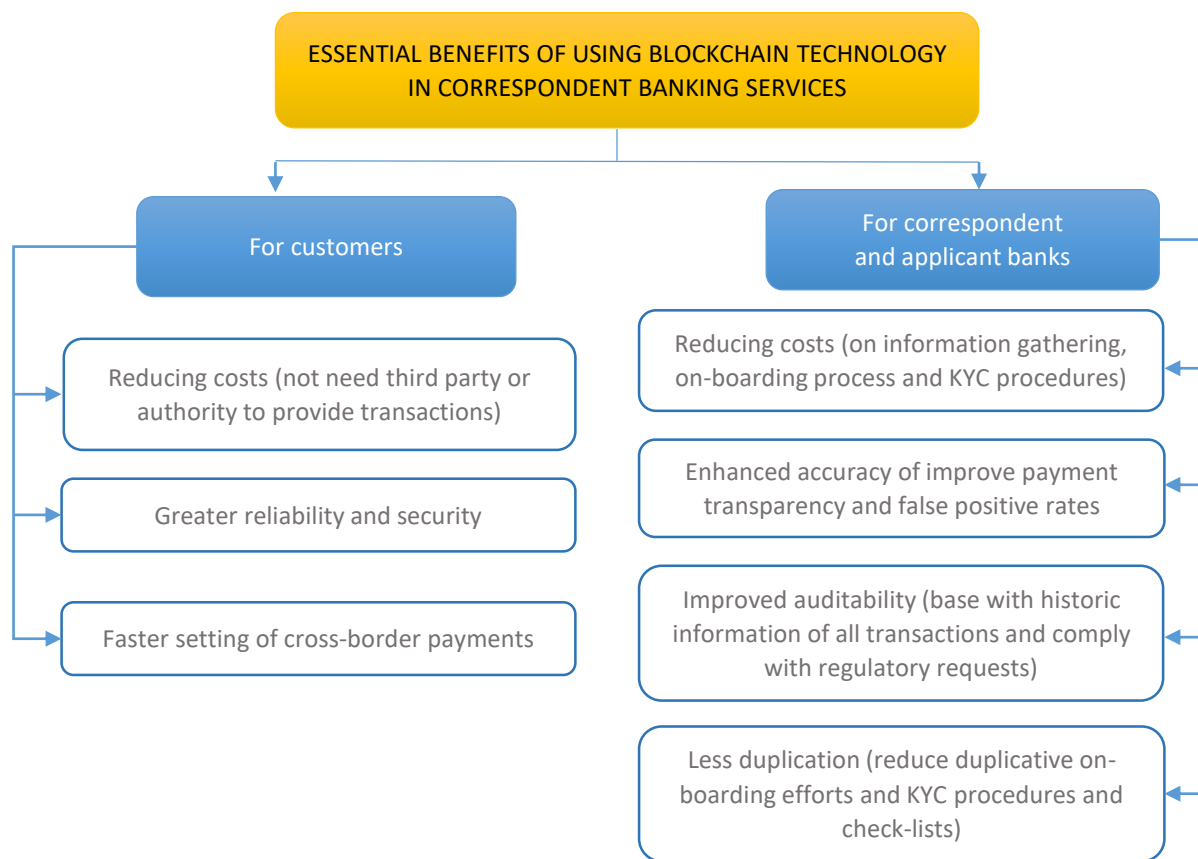 ESSENTIAL BENEFITS OF USING BLOCKCHAIN TECHNOLOGY
IN CORRESPONDENT BANKING SERVICES
For customers
Reducing costs (not need third party or
authority to provide transactions)
Greater reliability and security
Faster setting of cross-border payments
For correspondent
and applicant banks
Reducing costs (on information gathering,
on-boarding process and KYC procedures)
Enhanced accuracy of improve payment
transparency and false positive rates
Improved auditability (base with historic
information of all transactions and comply
with regulatory requests)
Less duplication (reduce duplicative on-
boarding efforts and KYC procedures and
check-lists)